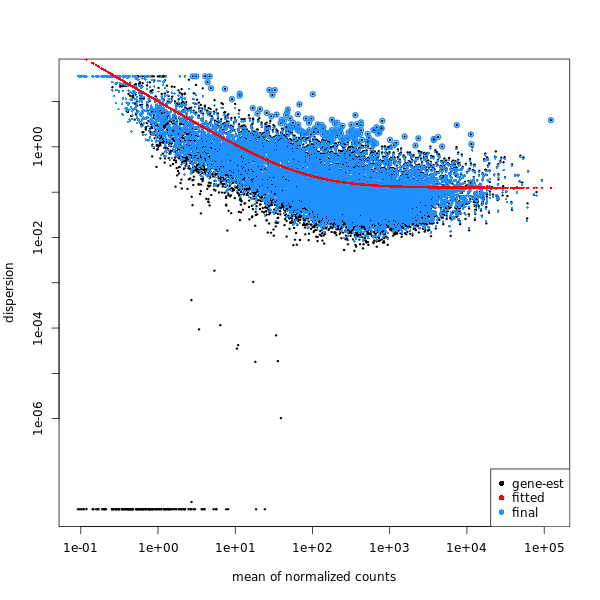 dispersion
1e+00
1e-02
1e-04
1e-06
gene-est
fitted
final
1e-01 1e+00 1e+01 1e+02 1e+03 1e+04 1e+05
mean of normalized counts